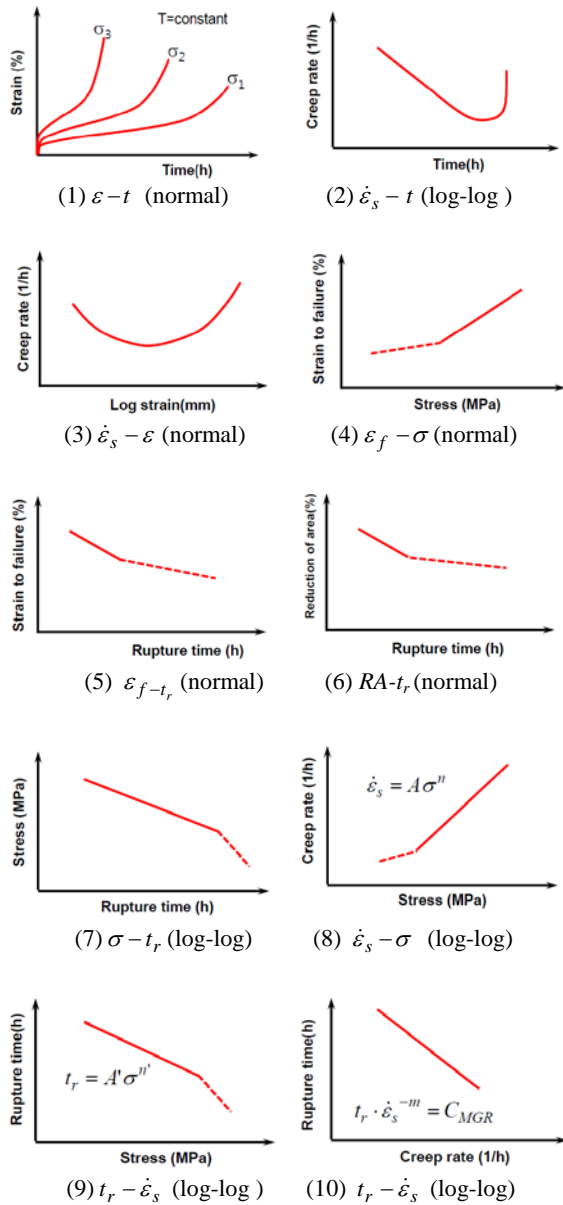 σ3
T=constant
σ2
σ1
Strain (%)
Time(h)
(1) ε−t (normal)
Creep rate (1/h)
Time(h)
(2) ε̇s − t (log-log )
Creep rate (1/h)
Log strain(mm)
(3) ε̇s − ε (normal)
Strain to failure (%)
Stress (MPa)
(4) εf − σ (normal)
Strain to failure (%)
Rupture time (h)
(5) εf−tr (normal)
Reduction of area(%)
Rupture time (h)
(6) RA-tr (normal)
Stress (MPa)
Rupture time (h)
(7) σ − tr (log-log)
Creep rate (1/h)
ε̇s = Aσ^n
Stress (MPa)
(8) ε̇s − σ (log-log)
Rupture time(h)
tr = A'σ^n'
Stress (MPa)
(9) tr − ε̇s (log-log )
Rupture time(h)
tr · ε̇s^−m = CMGR
Creep rate (1/h)
(10) tr − ε̇s (log-log)